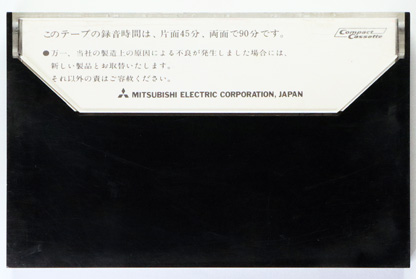 このテープの録音時間は、片面45分、両面で90分です。
Compact Cassette
●万一、当社の製造上の原因による不良が発生しました場合には、
新しい製品とお取替いたします。
それ以外の責はご容赦ください。
MITSUBISHI ELECTRIC CORPORATION, JAPAN